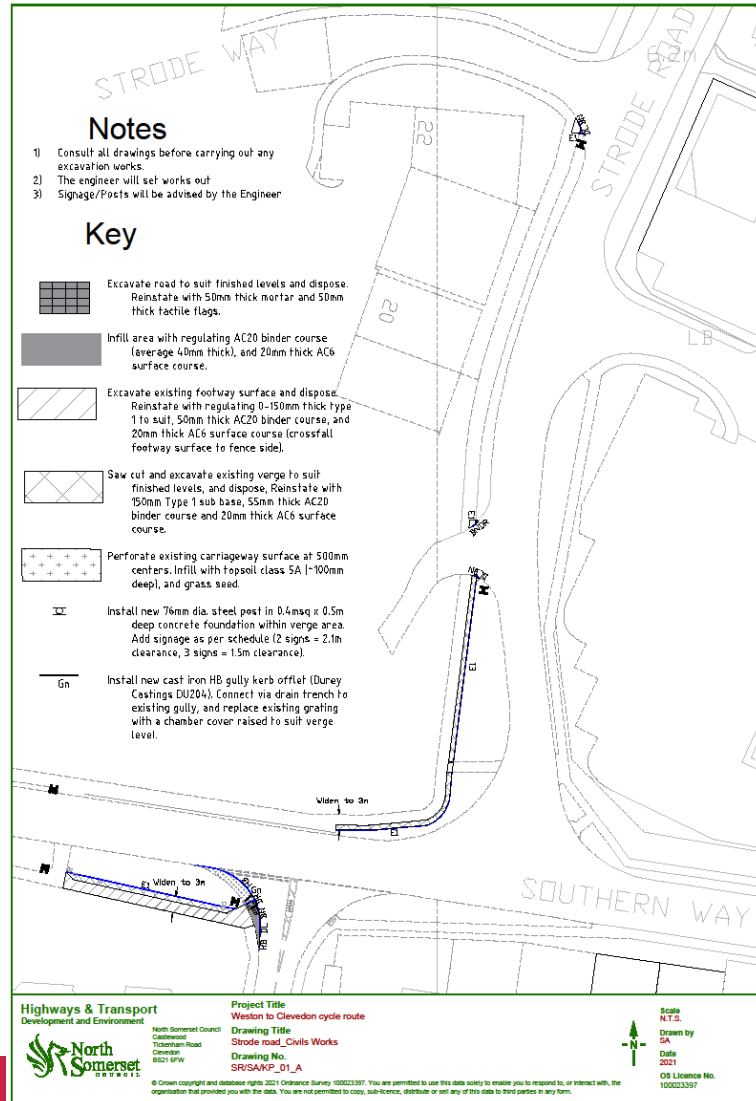 STRODE WAY
6.2m
STRODE ROAD
Notes
1) Consult all drawings before carrying out any
excavation works.
2) The engineer will set works out
3) Signage/Posts will be advised by the Engineer
22
Key
Excavate road to suit finished levels and dispose.
Reinstate with 50mm thick mortar and 50mm
thick tactile flags.
20
LB
Infill area with regulating AC20 binder course
(average 40mm thick), and 20mm thick AC6
surface course.
Excavate existing footway surface and dispose
Reinstate with regulating 0-150mm thick type
1 to suit, 50mm thick AC20 binder course, and
20mm thick AC6 surface course (crossfall
footway surface to fence side).
Saw cut and excavate existing verge to suit
finished levels, and dispose, Reinstate with
150mm Type 1 sub base, 55mm thick AC20
binder course and 20mm thick AC6 surface
course.
Perforate existing carriageway surface at 500mm
centers. Infill with topsoil class 5A (~100mm
deep), and grass seed.
Install new 76mm dia. steel post in 0.4msq x 0.5m
deep concrete foundation within verge area.
Add signage as per schedule (2 signs = 2.1m
clearance, 3 signs = 1.5m clearance).
Gn
Install new cast iron HB gully kerb offlet (Durey
Castings DU204). Connect via drain trench to
existing gully, and replace existing grating
with a chamber cover raised to suit verge
level.
Widen to 3m
Widen to 3m
SOUTHERN WAY
Highways & Transport
Development and Environment
North Somerset
COUNCIL
North Somerset Council
Castlewood
Tickenham Road
Clevedon
BS21 6FW
Project Title
Weston to Clevedon cycle route
Drawing Title
Strode road_Civils Works
Drawing No.
SR/SA/KP_01_A
N
Scale
N.T.S.
Drawn by
SA
Date
2021
OS Licence No.
100023397
© Crown copyright and database rights 2021 Ordnance Survey 100023397. You are permitted to use this data solely to enable you to respond to, or interact with, the
organisation that provided you with the data. You are not permitted to copy, sub-licence, distribute or sell any of this data to third parties in any form.